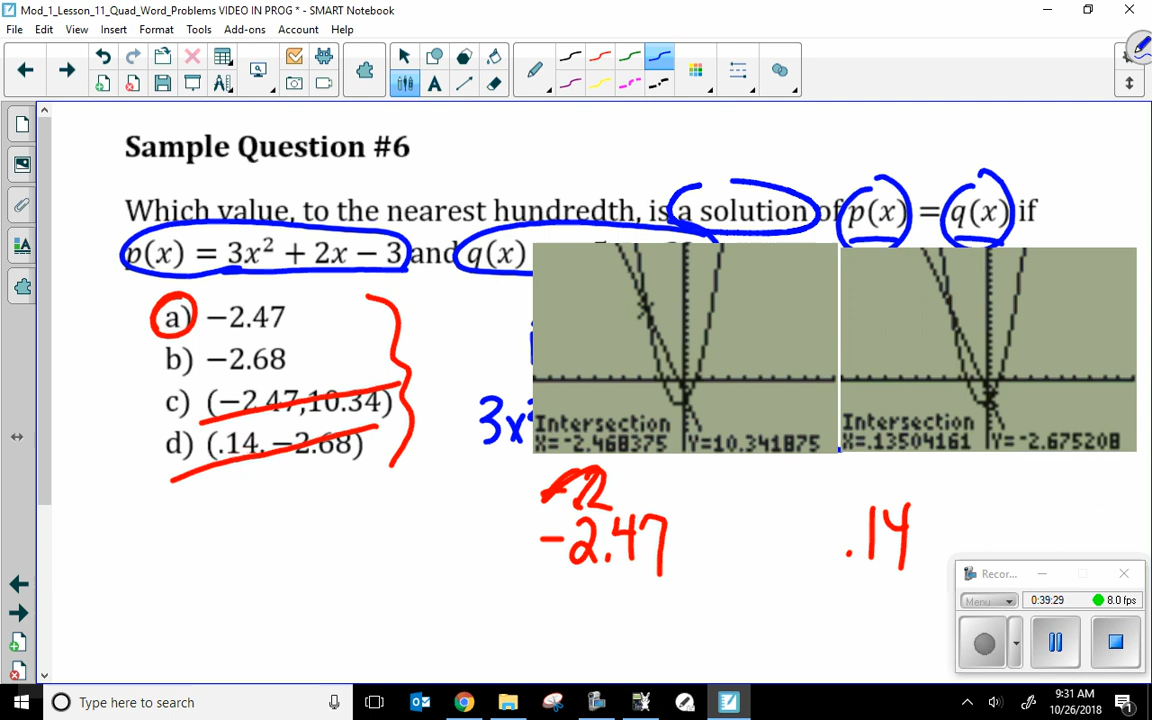 Mod_1_Lesson_11_Quad_Word_Problems VIDEO IN PROG * - SMART Notebook
File Edit View Insert Format Tools Add-ons Account Help
Sample Question #6
Which value, to the nearest hundredth, is a solution of p(x) = q(x) if
p(x) = 3x² + 2x − 3 and q(x)
a) −2.47
b) −2.68
c) (−2.47,10.34)
d) (.14, −2.68)
3x²
Intersection
X=-2.468375 Y=10.341875
Intersection
X=.13504161 Y=-2.675208
-2
-2.47
.14
Recor...
Menu
0:39:29
8.0 fps
Type here to search
9:31 AM
10/26/2018
1